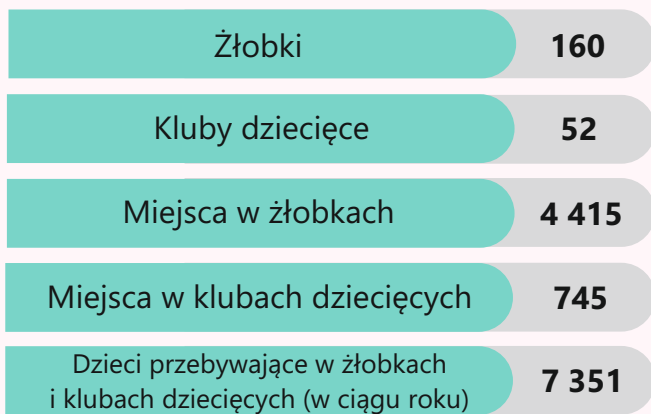 Żłobki 160
Kluby dziecięce 52
Miejsca w żłobkach 4 415
Miejsca w klubach dziecięcych 745
Dzieci przebywające w żłobkach
i klubach dziecięcych (w ciągu roku) 7 351